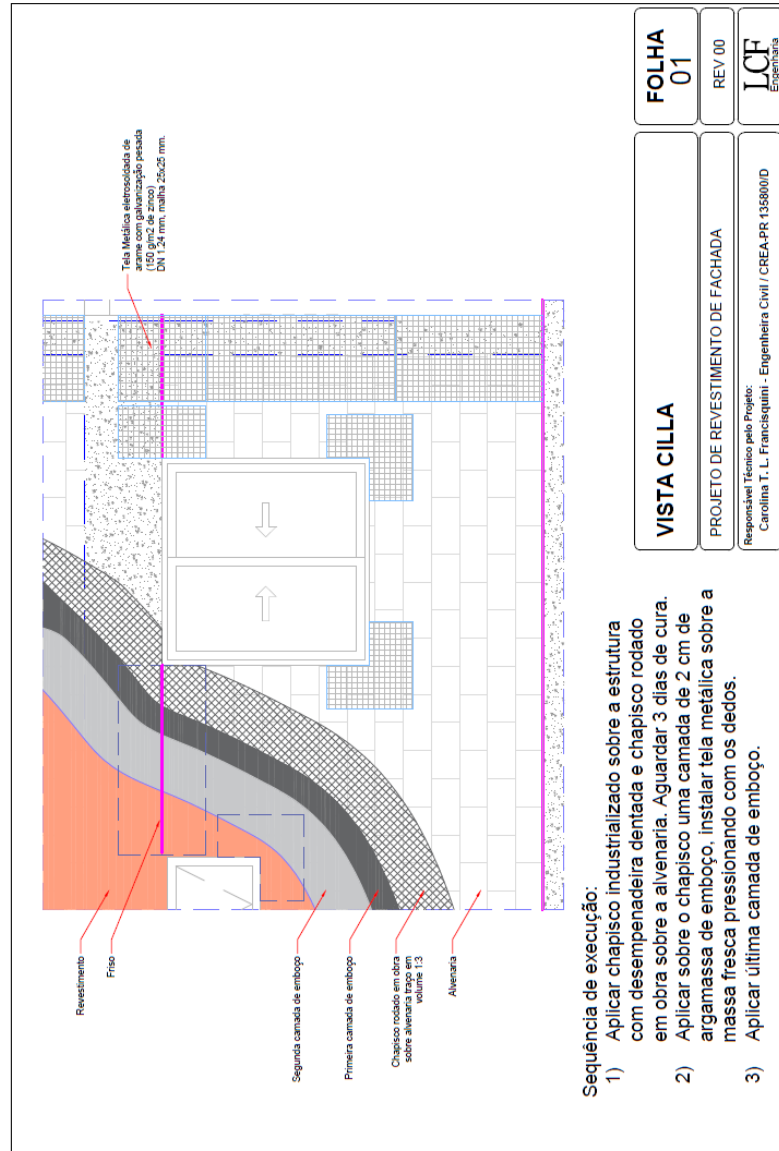 Tela Metálica eletrosoldada de
arame com galvanização pesada
(150 g/m2 de zinco)
DN 1.24 mm, malha 25x25 mm.
Revestimento
Friso
Segunda camada de emboço
Primeira camada de emboço
Chapisco rodado em obra
sobre alvenaria traço em
volume 1:3
Alvenaria
Sequência de execução:
1) Aplicar chapisco industrializado sobre a estrutura
com desempenadeira dentada e chapisco rodado
em obra sobre a alvenaria. Aguardar 3 dias de cura.
2) Aplicar sobre o chapisco uma camada de 2 cm de
argamassa de emboço, instalar tela metálica sobre a
massa fresca pressionando com os dedos.
3) Aplicar última camada de emboço.
VISTA CILLA
FOLHA
01
PROJETO DE REVESTIMENTO DE FACHADA
REV 00
Responsável Técnico pelo Projeto:
Carolina T. L. Francisquini - Engenheira Civil / CREA-PR 135800/D
LCF
Engenharia